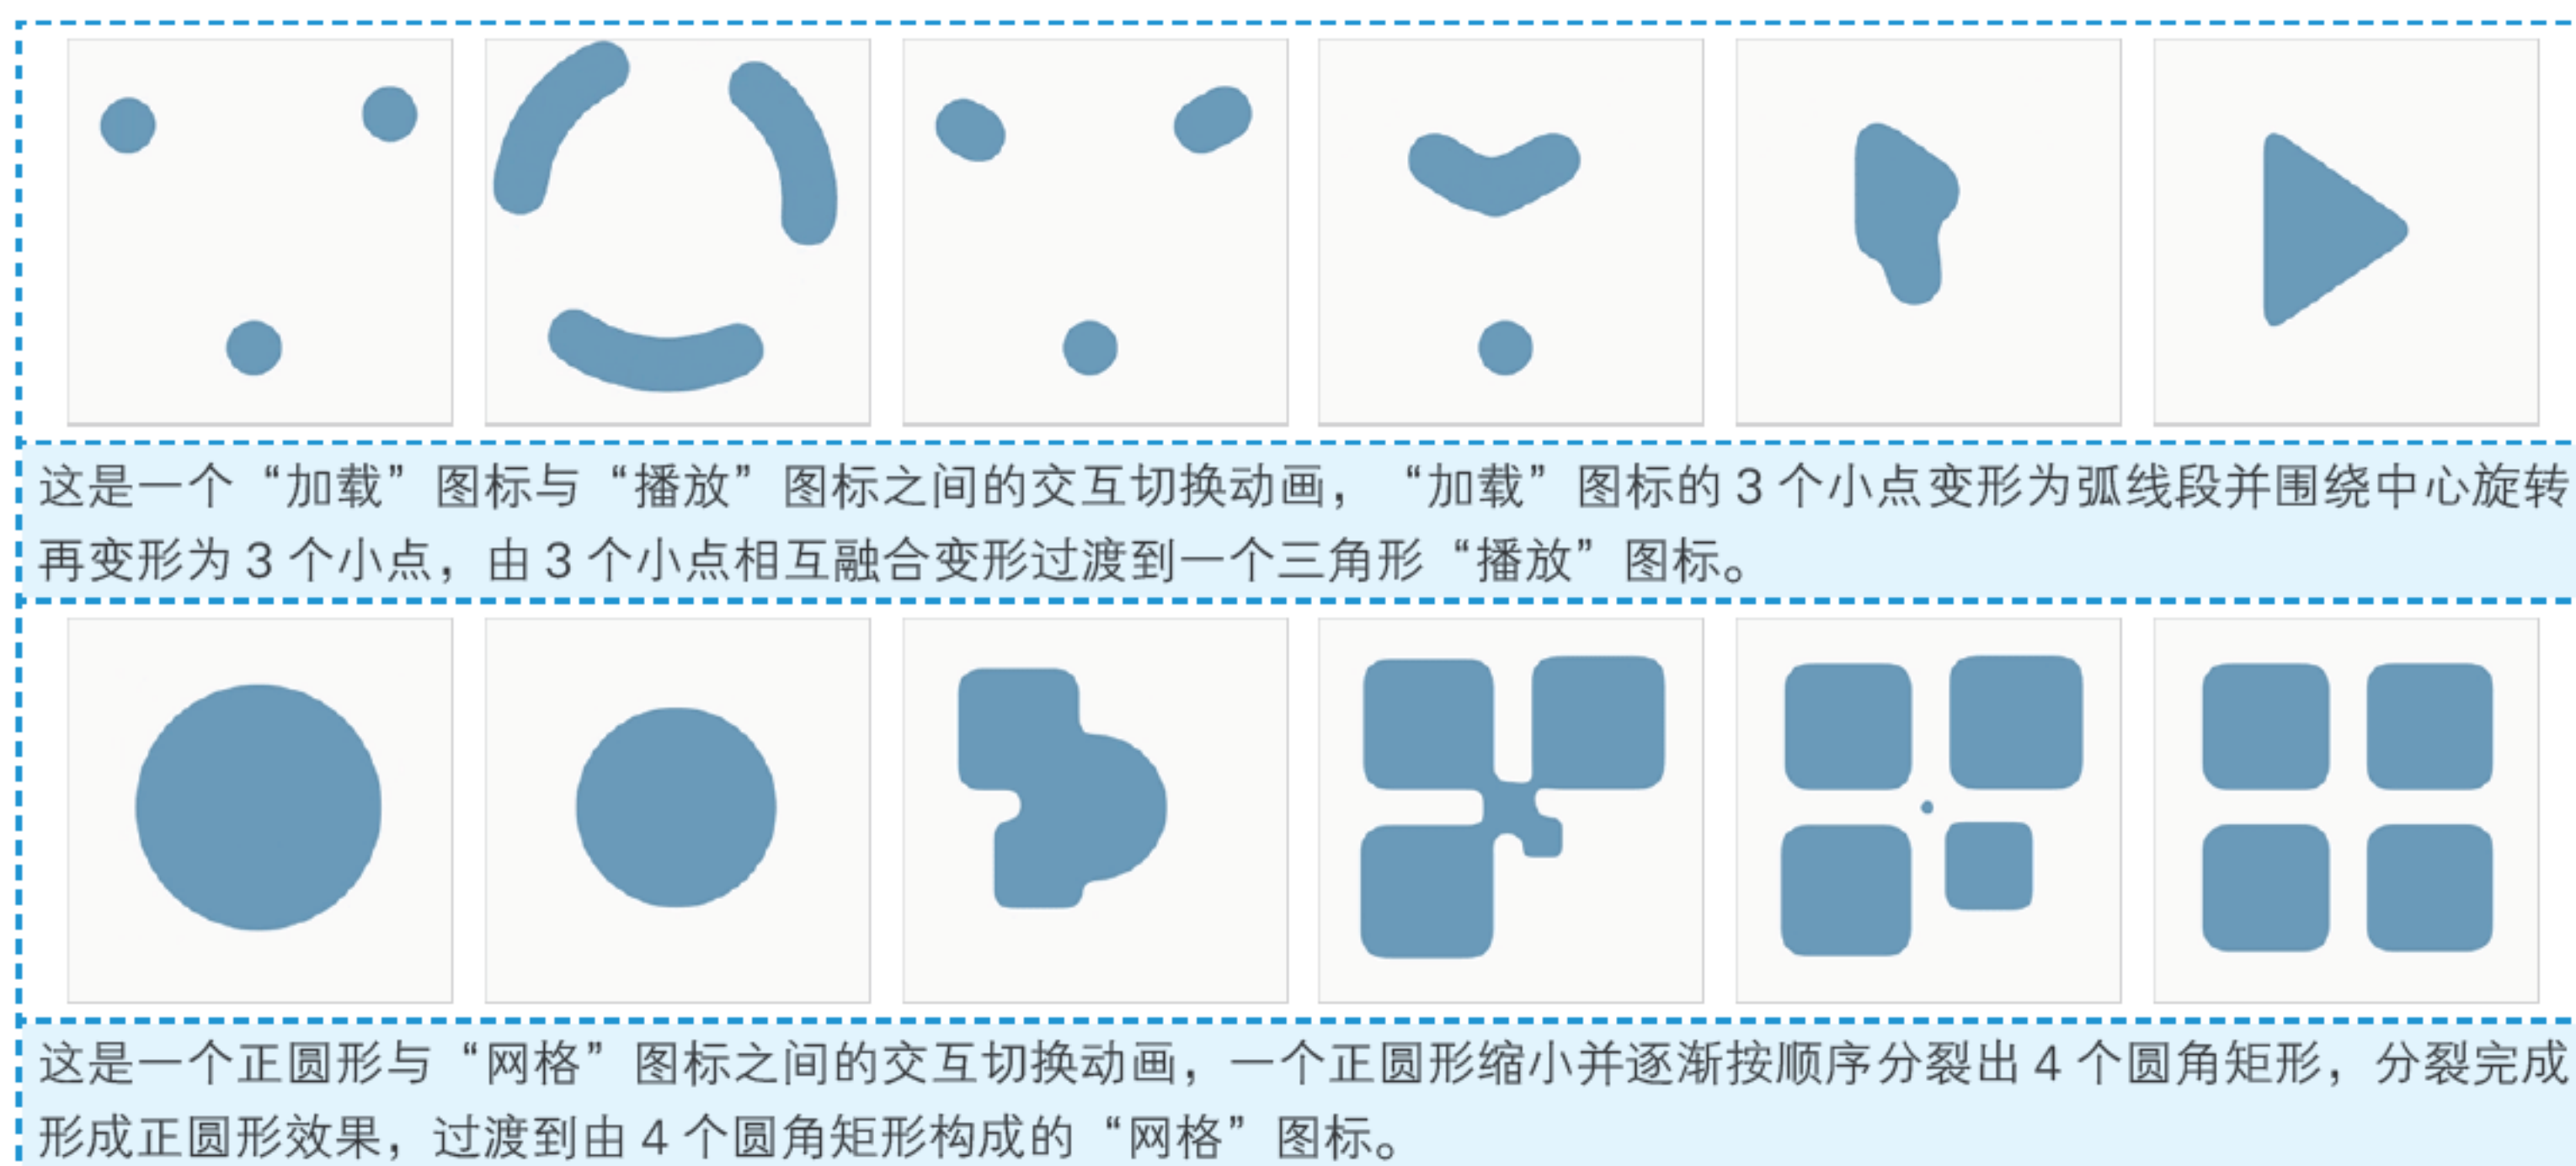 这是一个“加载”图标与“播放”图标之间的交互切换动画，“加载”图标的 3 个小点变形为弧线段并围绕中心旋转
再变形为 3 个小点，由 3 个小点相互融合变形过渡到一个三角形“播放”图标。
这是一个正圆形与“网格”图标之间的交互切换动画，一个正圆形缩小并逐渐按顺序分裂出 4 个圆角矩形，分裂完成
形成正圆形效果，过渡到由 4 个圆角矩形构成的“网格”图标。